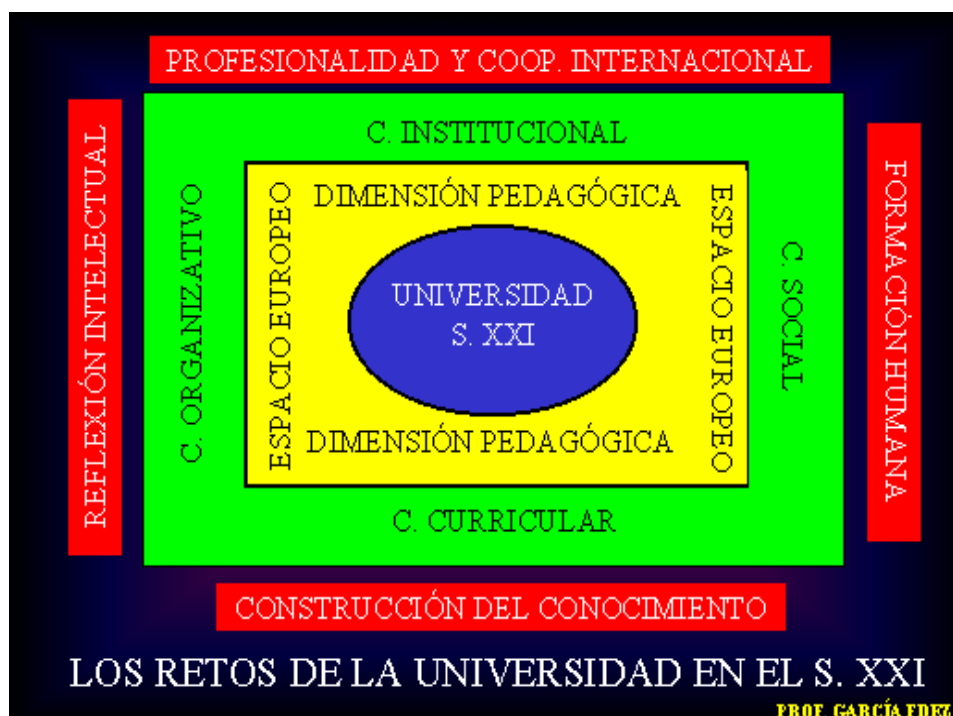 PROFESIONALIDAD Y COOP. INTERNACIONAL
REFLEXIÓN INTELECTUAL
C. INSTITUCIONAL
C. ORGANIZATIVO
ESPACIO EUROPEO
DIMENSIÓN PEDAGÓGICA
UNIVERSIDAD
S. XXI
DIMENSIÓN PEDAGÓGICA
ESPACIO EUROPEO
C. SOCIAL
FORMACIÓN HUMANA
C. CURRICULAR
CONSTRUCCIÓN DEL CONOCIMIENTO
LOS RETOS DE LA UNIVERSIDAD EN EL S. XXI
PROF. GARCÍA FDEZ